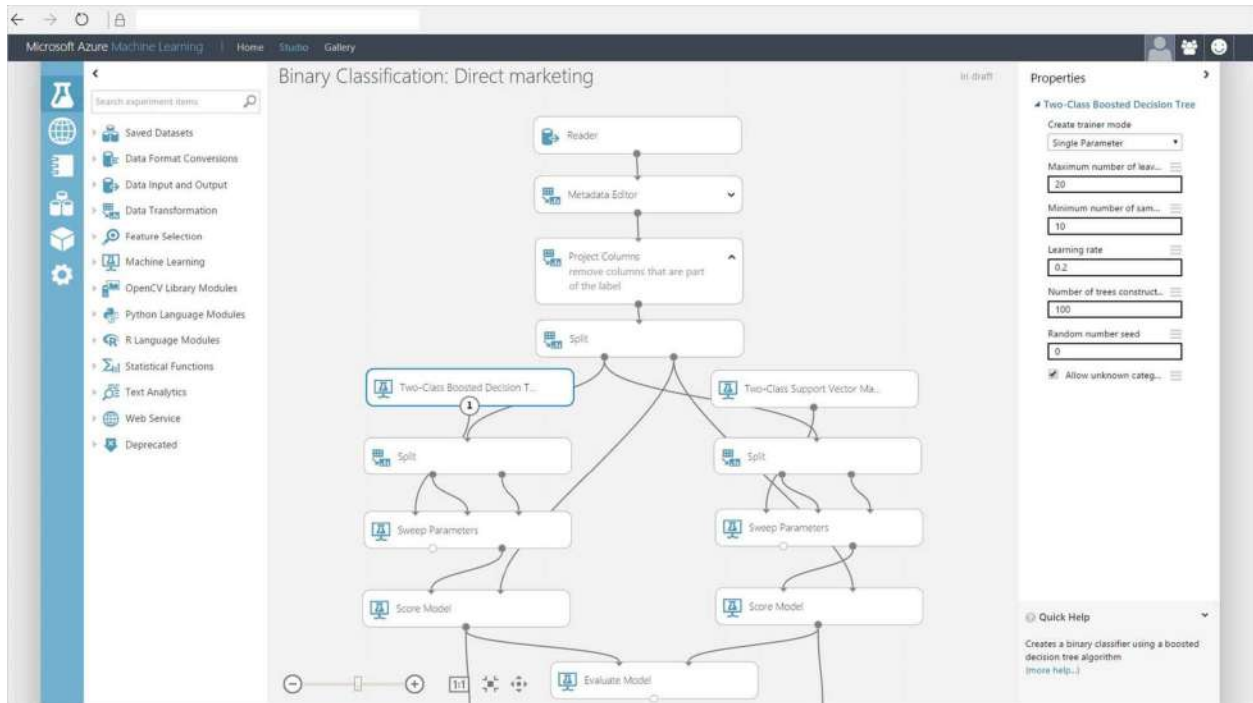 Microsoft Azure Machine Learning | Home Studio Gallery
Search experiment items
Saved Datasets
Data Format Conversions
Data Input and Output
Data Transformation
Feature Selection
Machine Learning
OpenCV Library Modules
Python Language Modules
R Language Modules
Statistical Functions
Text Analytics
Web Service
Deprecated
Binary Classification: Direct marketing
In draft
Reader
Metadata Editor
Project Columns
remove columns that are part
of the label
Split
Two-Class Boosted Decision T...
1
Two-Class Support Vector Ma...
Split
Split
Sweep Parameters
Sweep Parameters
Score Model
Score Model
Evaluate Model
1:1
Properties
Two-Class Boosted Decision Tree
Create trainer mode
Single Parameter
Maximum number of leav...
20
Minimum number of sam...
10
Learning rate
0.2
Number of trees construct...
100
Random number seed
0
Allow unknown categ...
Quick Help
Creates a binary classifier using a boosted
decision tree algorithm
(more help...)